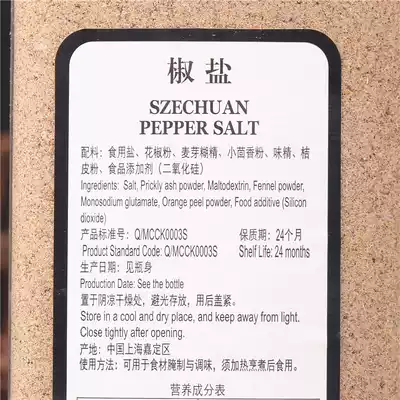 椒盐
SZECHUAN
PEPPER SALT
配料：食用盐、花椒粉、麦芽糊精、小茴香粉、味精、桔
皮粉、食品添加剂（二氧化硅）
Ingredients: Salt, Prickly ash powder, Maltodextrin, Fennel powder,
Monosodium glutamate, Orange peel powder, Food additive (Silicon
dioxide)
产品标准号：Q/MCCK0003S 保质期：24个月
Product Standard Code: Q/MCCK0003S Shelf Life: 24 months
生产日期：见瓶身
Production Date: See the bottle
置于阴凉干燥处，避光存放，用后盖紧。
Store in a cool and dry place, and keep away from light.
Close tightly after opening.
产地：中国上海嘉定区
使用方法：可用于食材腌制与调味，须加热烹煮后食用。
营养成分表